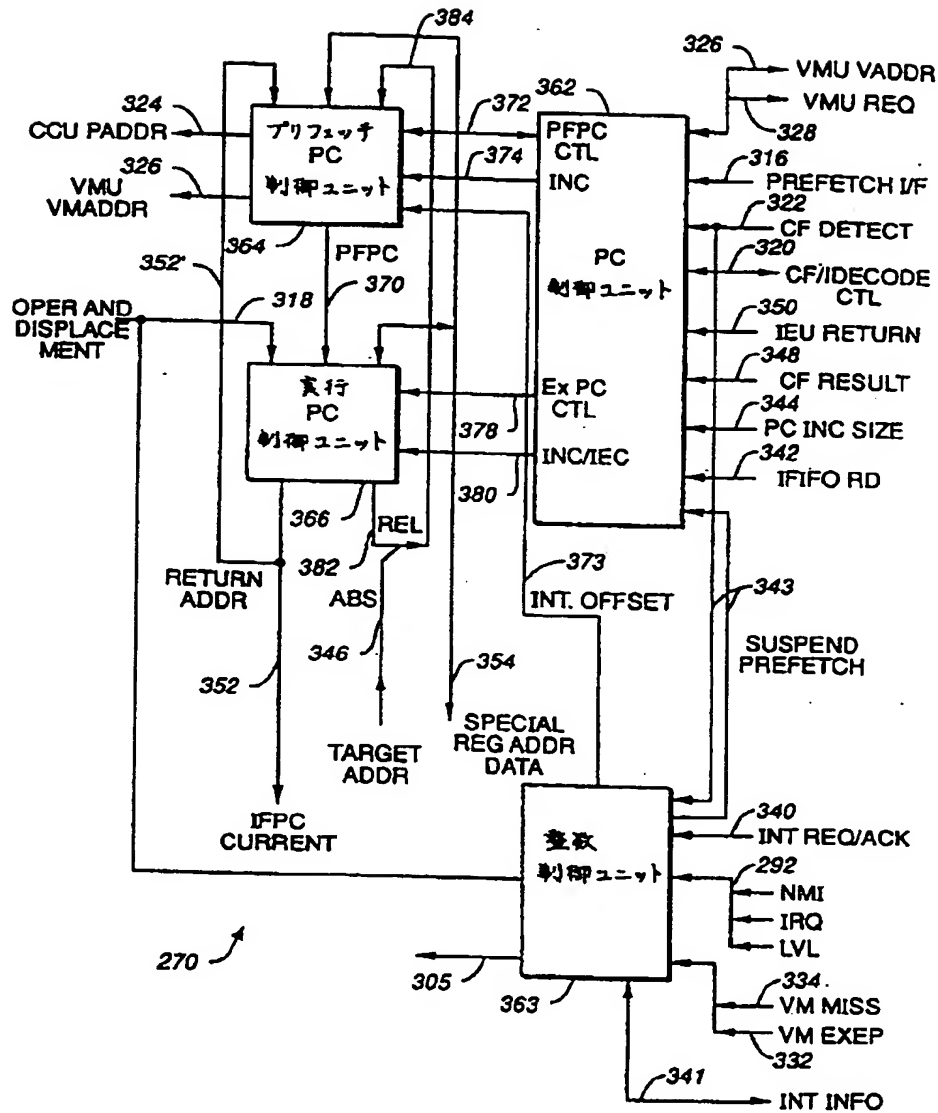 384
326
VMU VADDR
324
362
VMU REQ
CCU PADDR
プリフェッチ
PC
制御ユニット
372
PFPC
CTL
328
326
374
INC
316
PREFETCH I/F
VMU
VMADDR
322
CF DETECT
364
PFPC
352'
PC
制御ユニット
320
CF/IDECODE
CTL
318
370
OPER AND
DISPLACE
MENT
350
IEU RETURN
実行
PC
制御ユニット
Ex PC
CTL
348
CF RESULT
378
344
PC INC SIZE
INC/IEC
342
IFIFO RD
380
366
REL
382
373
RETURN
ADDR
ABS
INT. OFFSET
343
346
SUSPEND
PREFETCH
352
354
TARGET
ADDR
SPECIAL
REG ADDR
DATA
IFPC
CURRENT
整数
制御ユニット
340
INT REQ/ACK
292
NMI
IRQ
LVL
270
305
363
334
VM MISS
VM EXEP
332
341
INT INFO